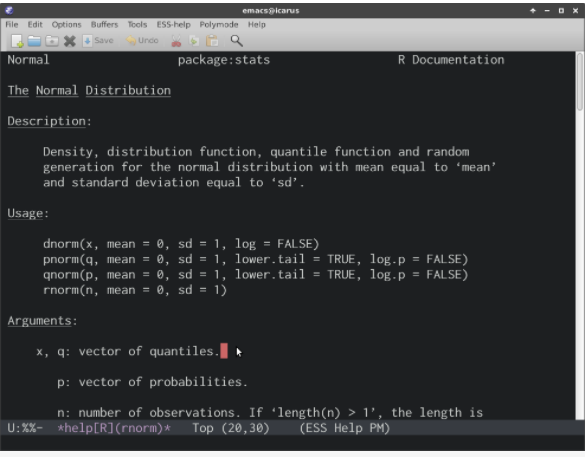 emacs@icarus
File Edit Options Buffers Tools ESS-help Polymode Help
Save Undo
Normal package:stats R Documentation
The Normal Distribution
Description:
Density, distribution function, quantile function and random
generation for the normal distribution with mean equal to ‘mean’
and standard deviation equal to ‘sd’.
Usage:
dnorm(x, mean = 0, sd = 1, log = FALSE)
pnorm(q, mean = 0, sd = 1, lower.tail = TRUE, log.p = FALSE)
qnorm(p, mean = 0, sd = 1, lower.tail = TRUE, log.p = FALSE)
rnorm(n, mean = 0, sd = 1)
Arguments:
x, q: vector of quantiles.
p: vector of probabilities.
n: number of observations. If ‘length(n) > 1’, the length is
U:%%- *help[R](rnorm)* Top (20,30) (ESS Help PM)